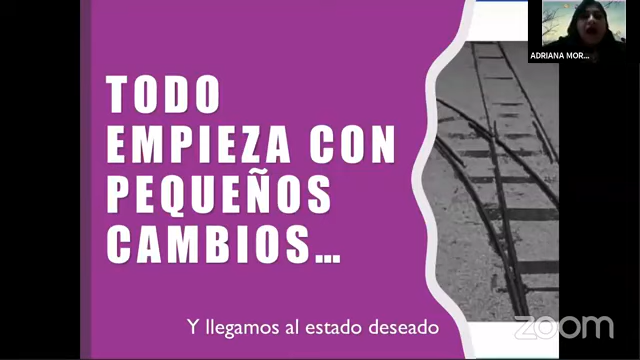 ADRIANA MOR...
TODO
EMPIEZA CON
PEQUEÑOS
CAMBIOS...
Y llegamos al estado deseado
zoom